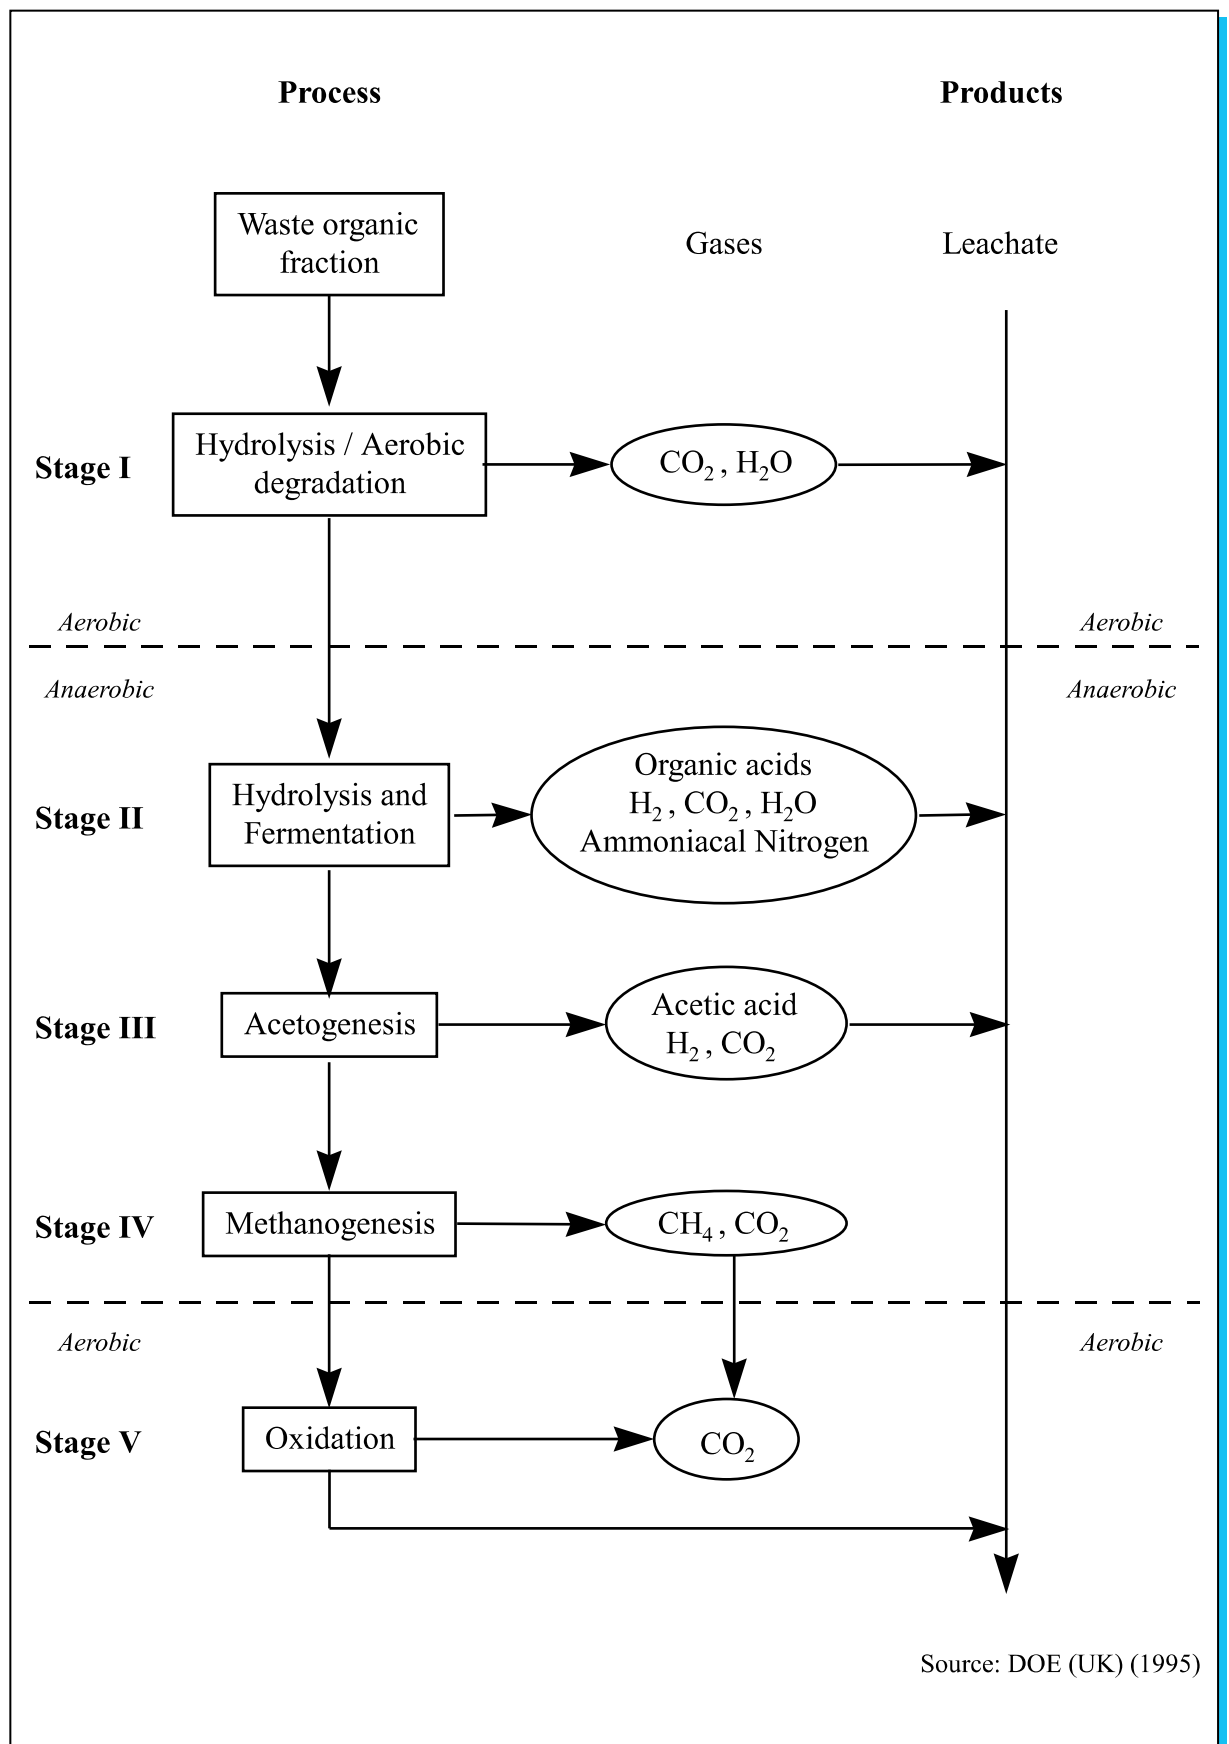 Process
Products
Waste organic
fraction
Gases
Leachate
Stage I
Hydrolysis / Aerobic
degradation
CO₂ , H₂O
Aerobic
Aerobic
Anaerobic
Anaerobic
Stage II
Hydrolysis and
Fermentation
Organic acids
H₂ , CO₂ , H₂O
Ammoniacal Nitrogen
Stage III
Acetogenesis
Acetic acid
H₂ , CO₂
Stage IV
Methanogenesis
CH₄ , CO₂
Aerobic
Aerobic
Stage V
Oxidation
CO₂
Source: DOE (UK) (1995)